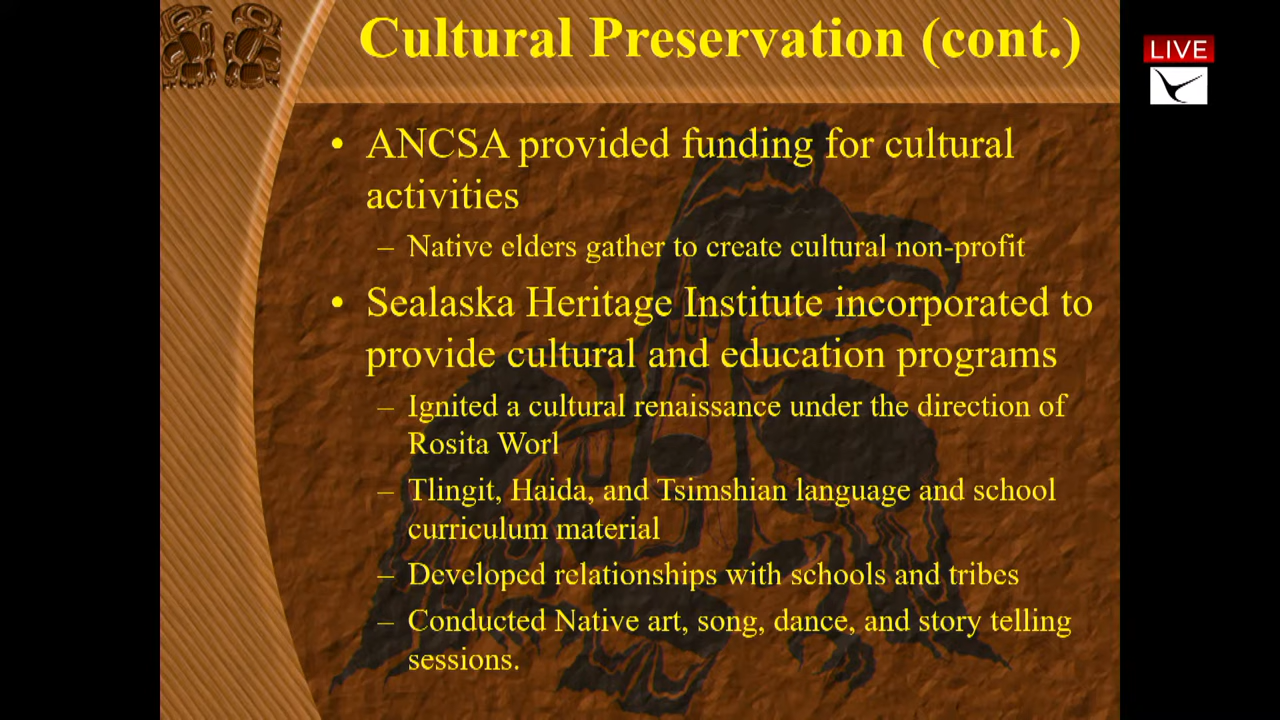 Cultural Preservation (cont.)
LIVE
• ANCSA provided funding for cultural
activities
– Native elders gather to create cultural non-profit
• Sealaska Heritage Institute incorporated to
provide cultural and education programs
– Ignited a cultural renaissance under the direction of
Rosita Worl
– Tlingit, Haida, and Tsimshian language and school
curriculum material
– Developed relationships with schools and tribes
– Conducted Native art, song, dance, and story telling
sessions.